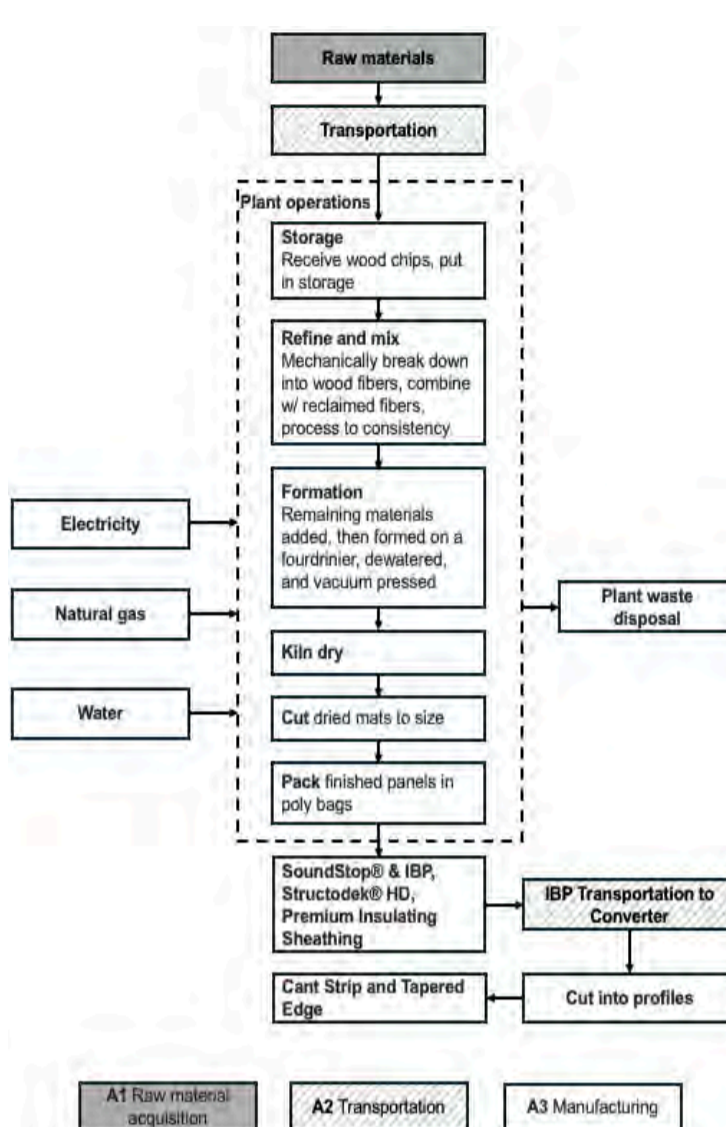 Raw materials
Transportation
Plant operations
Storage
Receive wood chips, put
in storage
Refine and mix
Mechanically break down
into wood fibers, combine
w/ reclaimed fibers,
process to consistency
Formation
Remaining materials
added, then formed on a
fourdrinier, dewatered,
and vacuum pressed
Electricity
Natural gas
Water
Plant waste
disposal
Kiln dry
Cut dried mats to size
Pack finished panels in
poly bags
SoundStop® & IBP,
Structodek® HD,
Premium Insulating
Sheathing
IBP Transportation to
Converter
Cut into profiles
Cant Strip and Tapered
Edge
A1 Raw material
acquisition
A2 Transportation
A3 Manufacturing